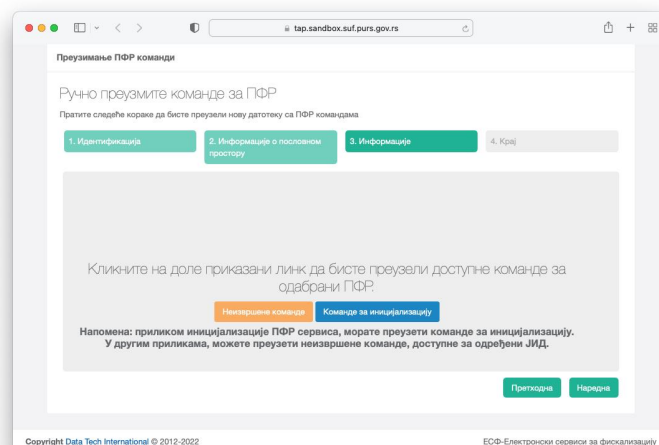 tap.sandbox.suf.purs.gov.rs
Преузимање ПФР команди
Ручно преузмите команде за ПФР
Пратите следеће кораке да бисте преузели нову датотеку са ПФР командама
1. Идентификација
2. Информације о пословном
простору
3. Информације
4. Крај
Кликните на доле приказани линк да бисте преузели доступне команде за
одабрани ПФР.
Неизвршене команде
Команде за иницијализацију
Напомена: приликом иницијализације ПФР сервиса, морате преузети команде за иницијализацију.
У другим приликама, можете преузети неизвршене команде, доступне за одређени ЈИД.
Претходна
Наредна
Copyright Data Tech International © 2012-2022
ЕСФ-Електронски сервиси за фискализацију